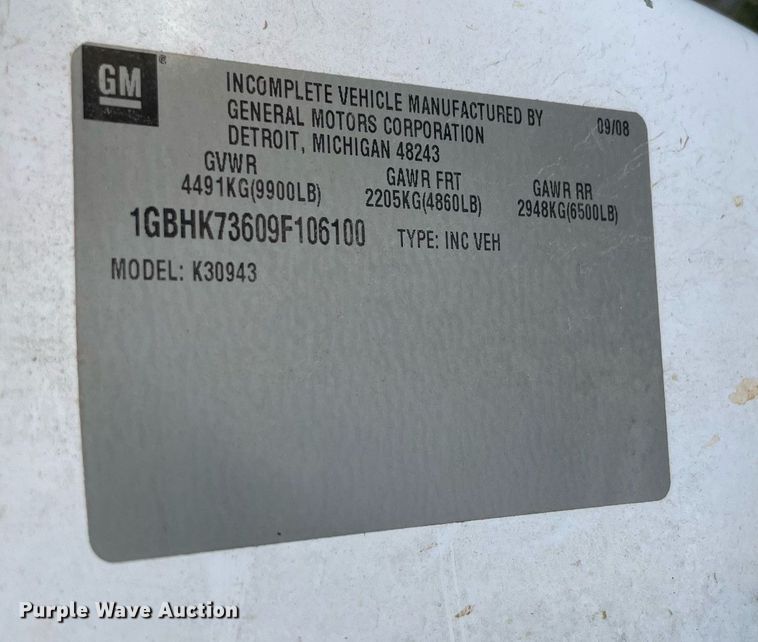 GM ®
INCOMPLETE VEHICLE MANUFACTURED BY 09/08
GENERAL MOTORS CORPORATION
DETROIT, MICHIGAN 48243
GVWR GAWR FRT GAWR RR
4491KG(9900LB) 2205KG(4860LB) 2948KG(6500LB)
1GBHK73609F106100 TYPE: INC VEH
MODEL: K30943
Purple Wave Auction